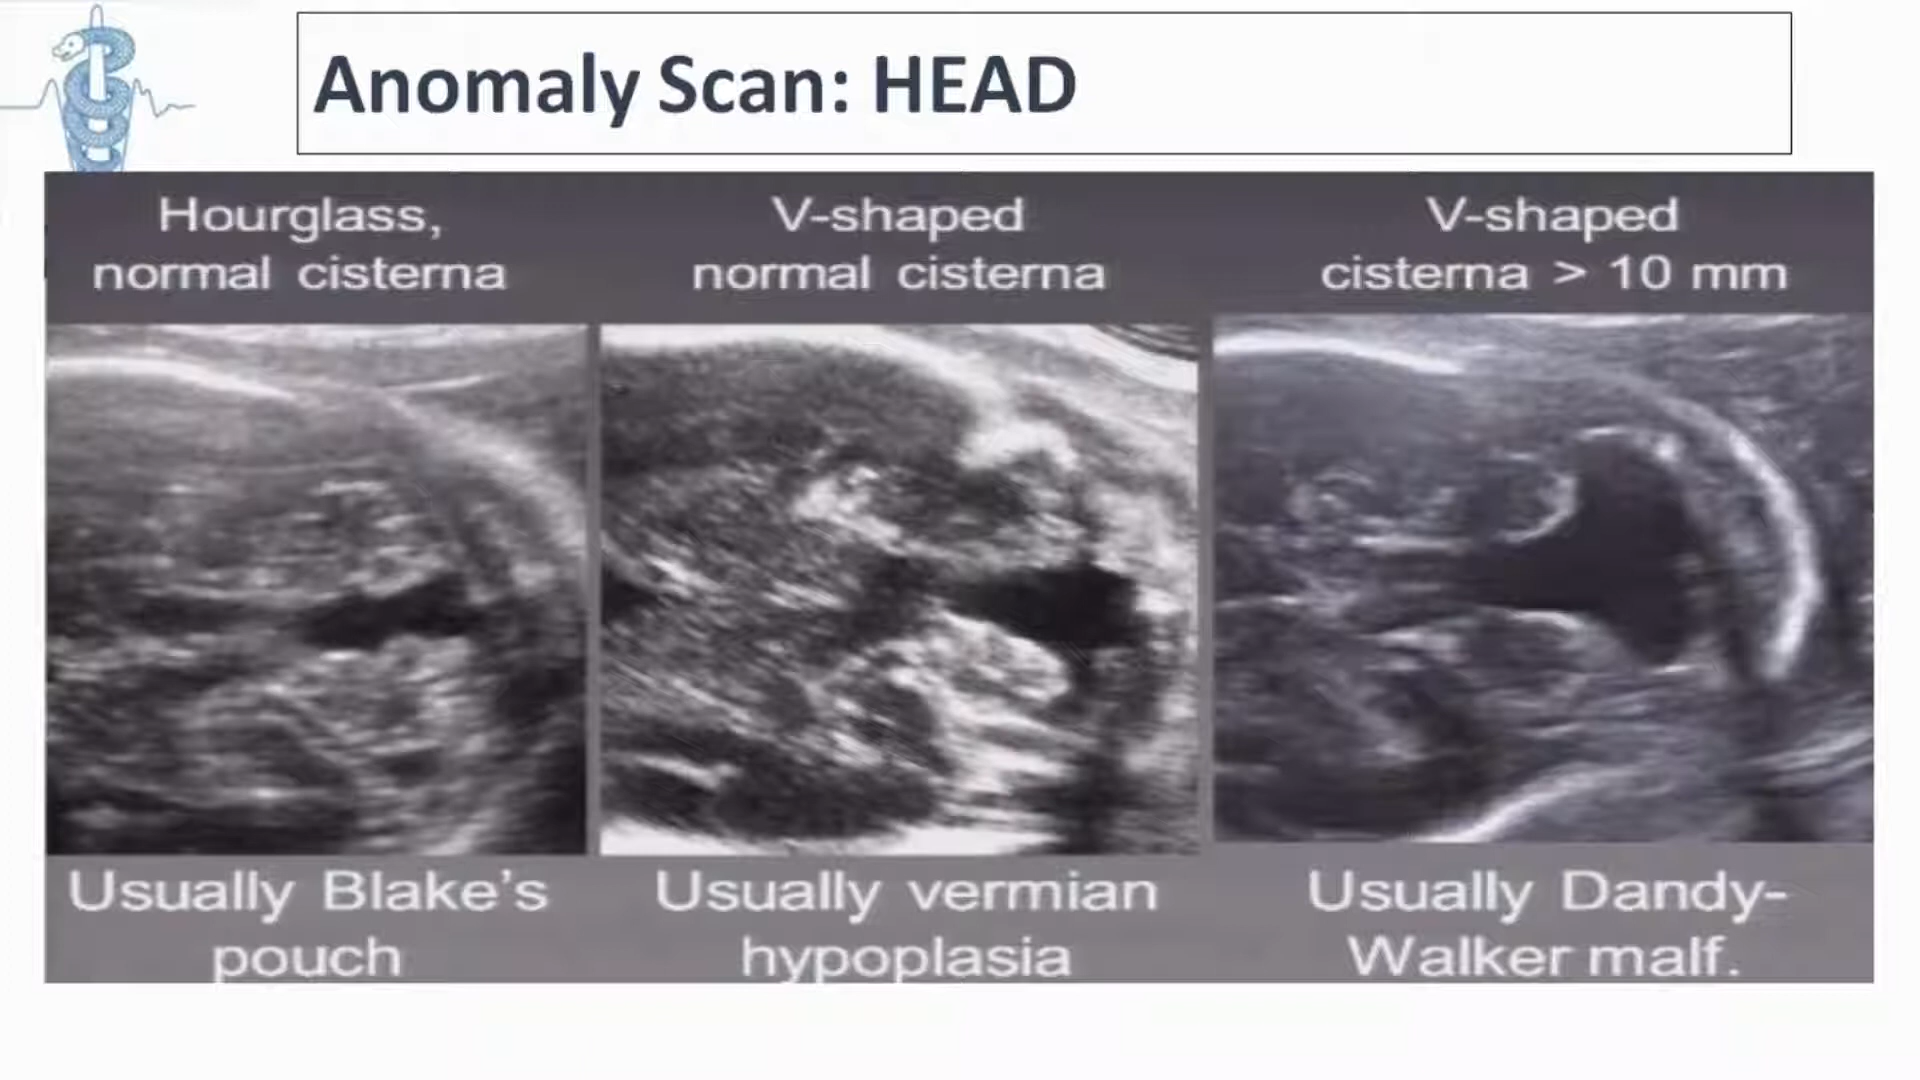 Anomaly Scan: HEAD
Hourglass,
normal cisterna
V-shaped
normal cisterna
V-shaped
cisterna > 10 mm
Usually Blake's
pouch
Usually vermian
hypoplasia
Usually Dandy-
Walker malf.